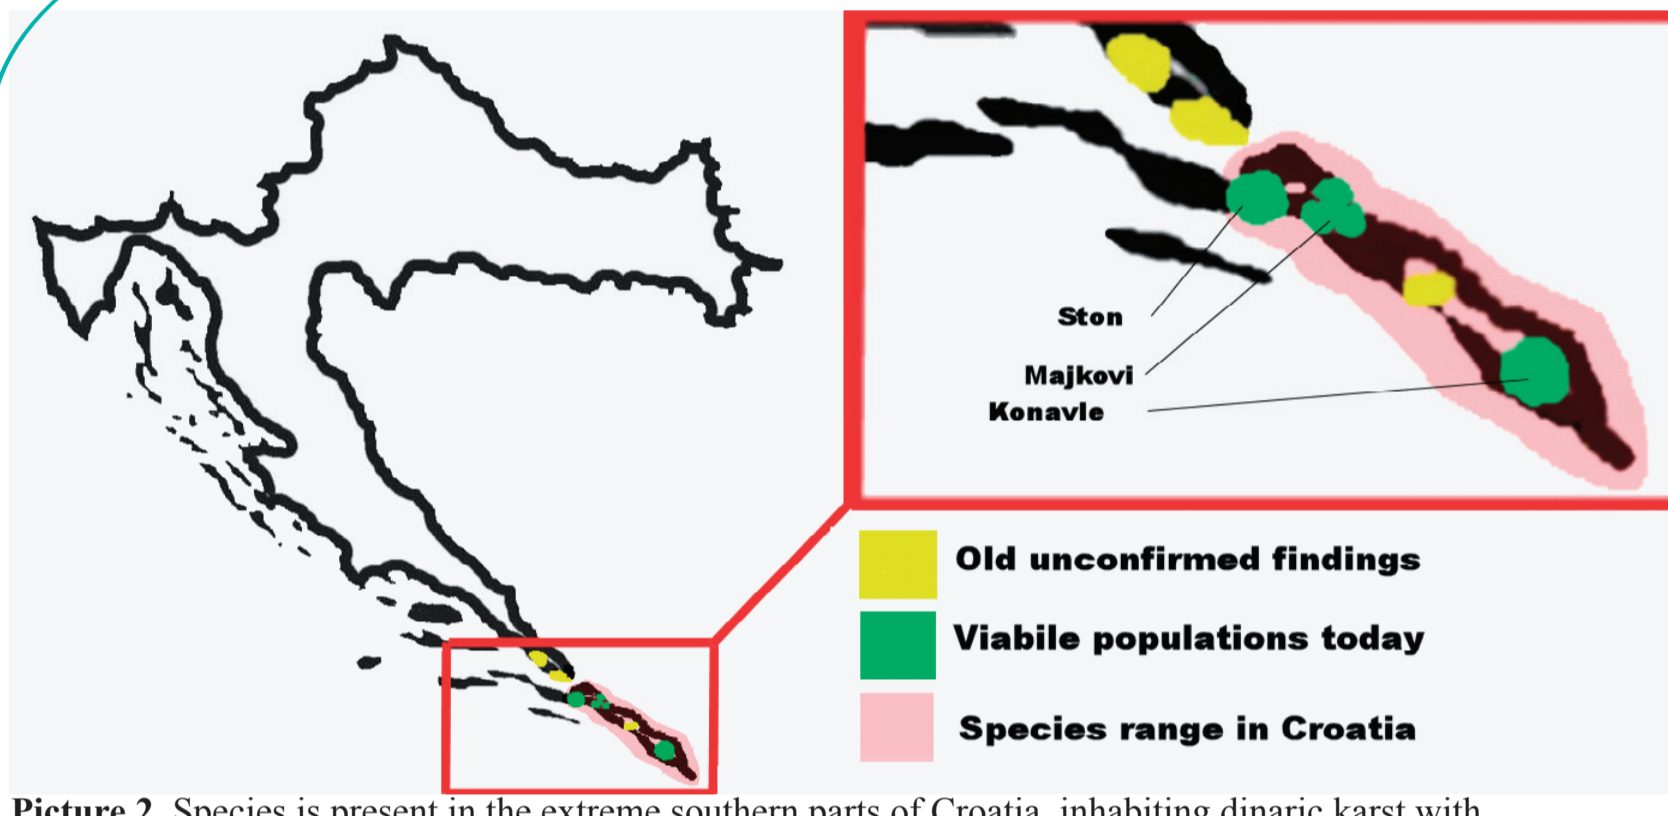 Ston
Majkovi
Konavle
Old unconfirmed findings
Viabile populations today
Species range in Croatia
Picture 2. Species is present in the extreme southern parts of Croatia, inhabiting dinaric karst with